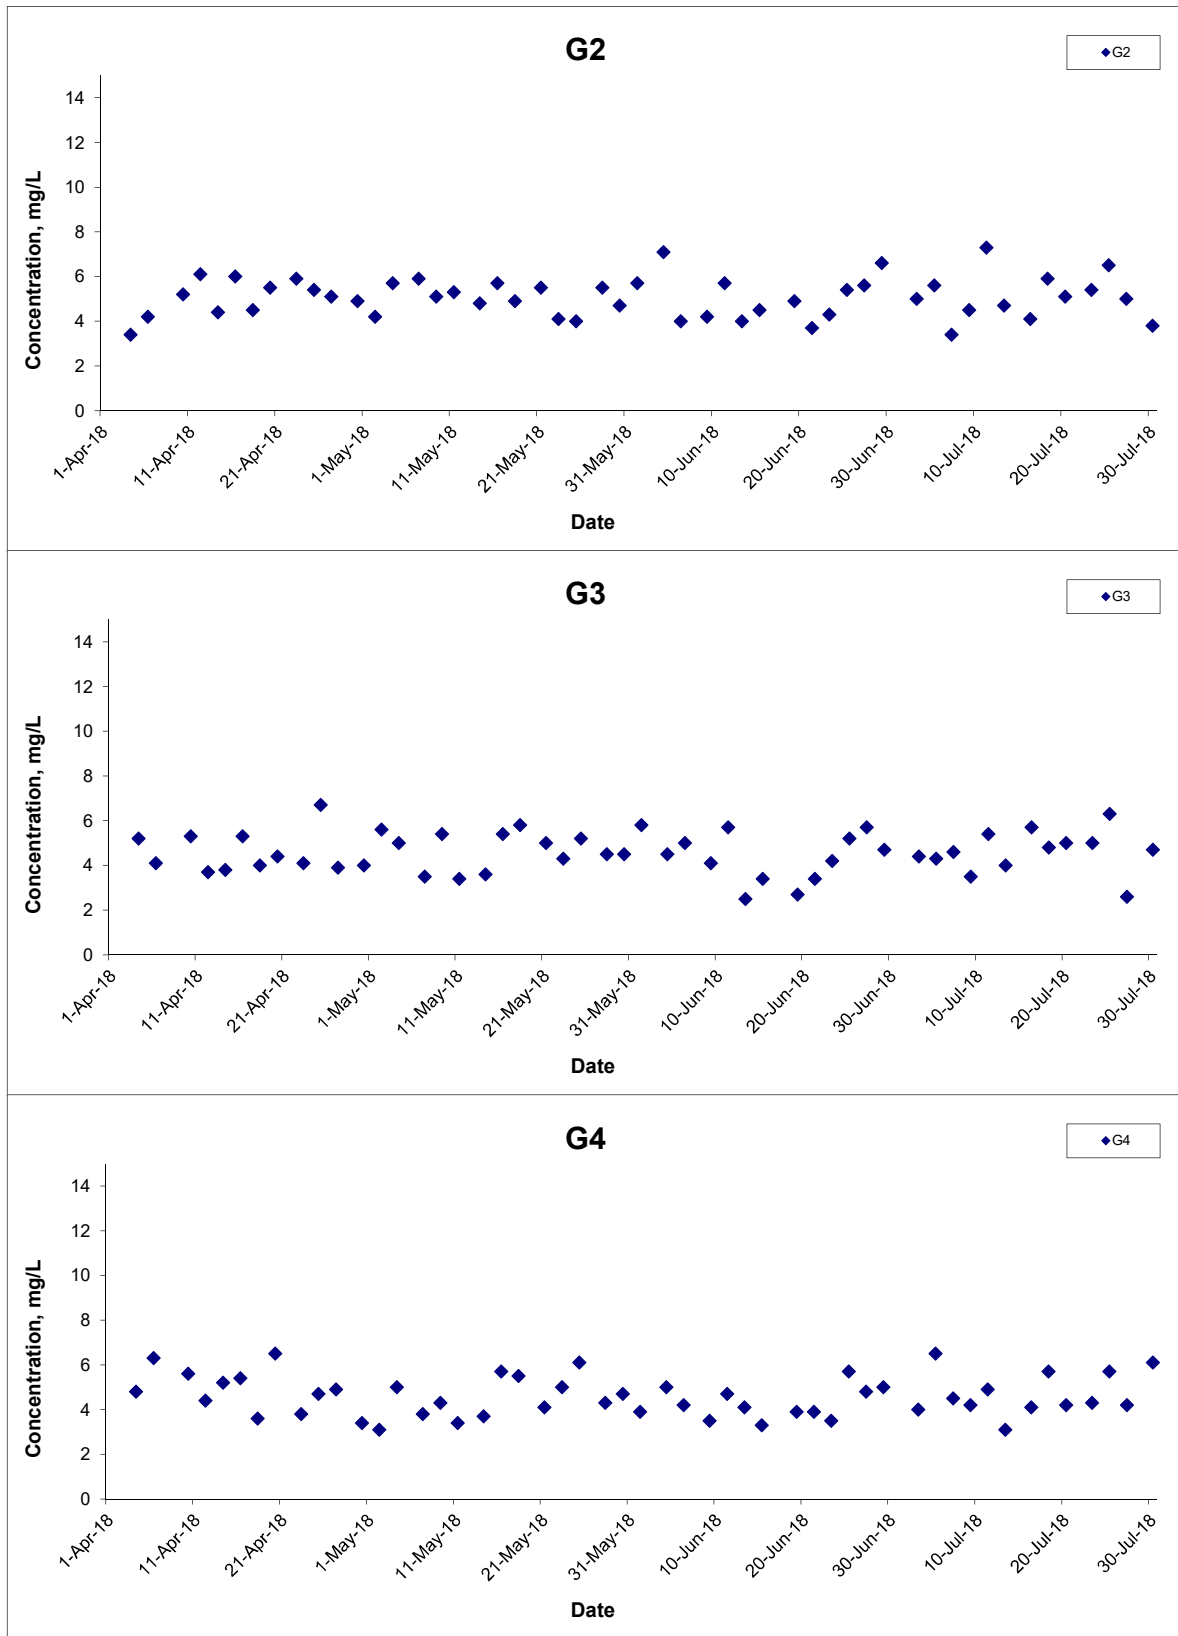 G2
G2
Concentration, mg/L
14
12
10
8
6
4
2
0
1-Apr-18
11-Apr-18
21-Apr-18
1-May-18
11-May-18
21-May-18
31-May-18
10-Jun-18
20-Jun-18
30-Jun-18
10-Jul-18
20-Jul-18
30-Jul-18
Date
G3
G3
Concentration, mg/L
14
12
10
8
6
4
2
0
1-Apr-18
11-Apr-18
21-Apr-18
1-May-18
11-May-18
21-May-18
31-May-18
10-Jun-18
20-Jun-18
30-Jun-18
10-Jul-18
20-Jul-18
30-Jul-18
Date
G4
G4
Concentration, mg/L
14
12
10
8
6
4
2
0
1-Apr-18
11-Apr-18
21-Apr-18
1-May-18
11-May-18
21-May-18
31-May-18
10-Jun-18
20-Jun-18
30-Jun-18
10-Jul-18
20-Jul-18
30-Jul-18
Date